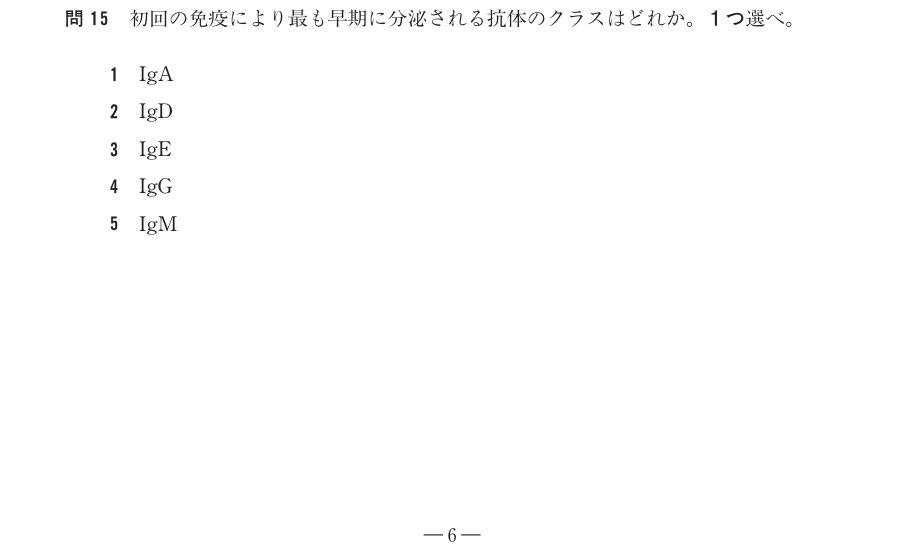 問 15 初回の免疫により最も早期に分泌される抗体のクラスはどれか。1つ選べ。
1 IgA
2 IgD
3 IgE
4 IgG
5 IgM
— 6 —